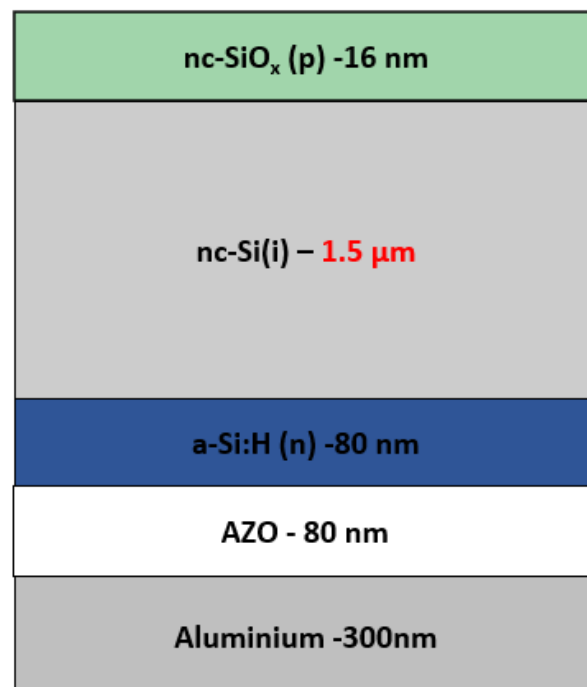 nc-SiOₓ (p) -16 nm
nc-Si(i) – 1.5 µm
a-Si:H (n) -80 nm
AZO - 80 nm
Aluminium -300nm